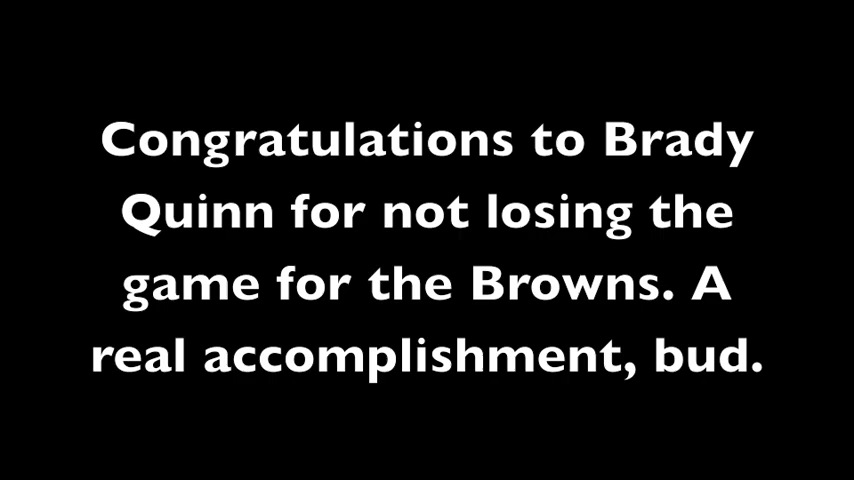 Congratulations to Brady
Quinn for not losing the
game for the Browns. A
real accomplishment, bud.